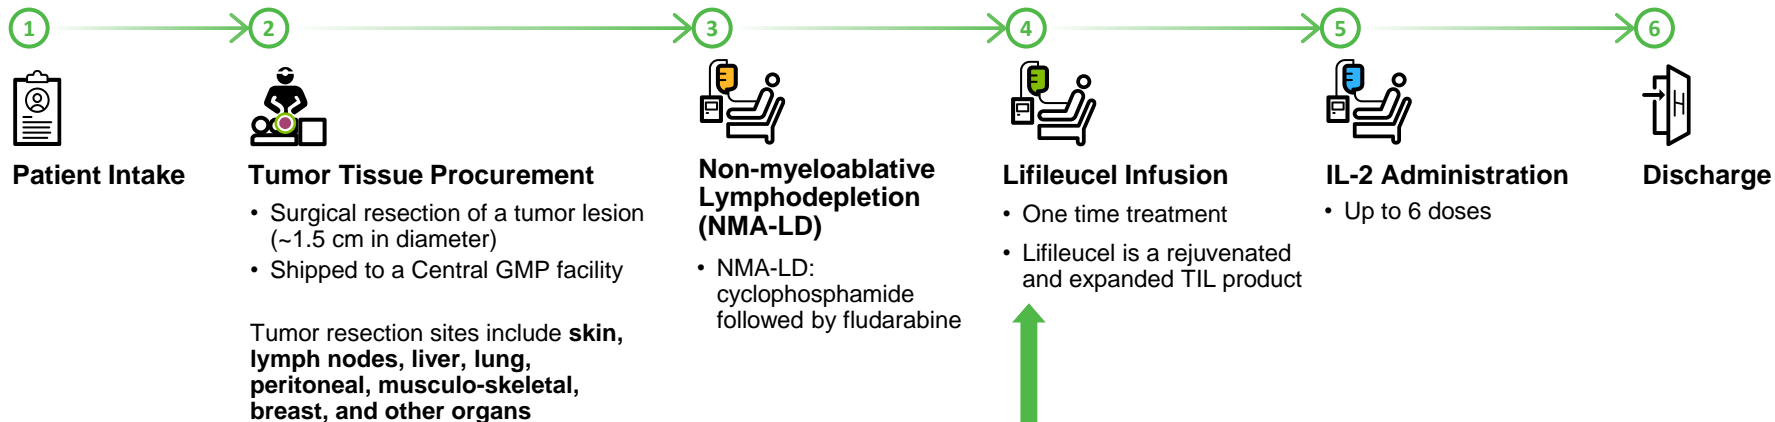 1
2
3
4
5
6
H
Patient Intake
Tumor Tissue Procurement
• Surgical resection of a tumor lesion
(~1.5 cm in diameter)
• Shipped to a Central GMP facility
Tumor resection sites include skin,
lymph nodes, liver, lung,
peritoneal, musculo-skeletal,
breast, and other organs
Non-myeloablative
Lymphodepletion
(NMA-LD)
• NMA-LD:
cyclophosphamide
followed by fludarabine
Lifileucel Infusion
• One time treatment
• Lifileucel is a rejuvenated
and expanded TIL product
IL-2 Administration
• Up to 6 doses
Discharge